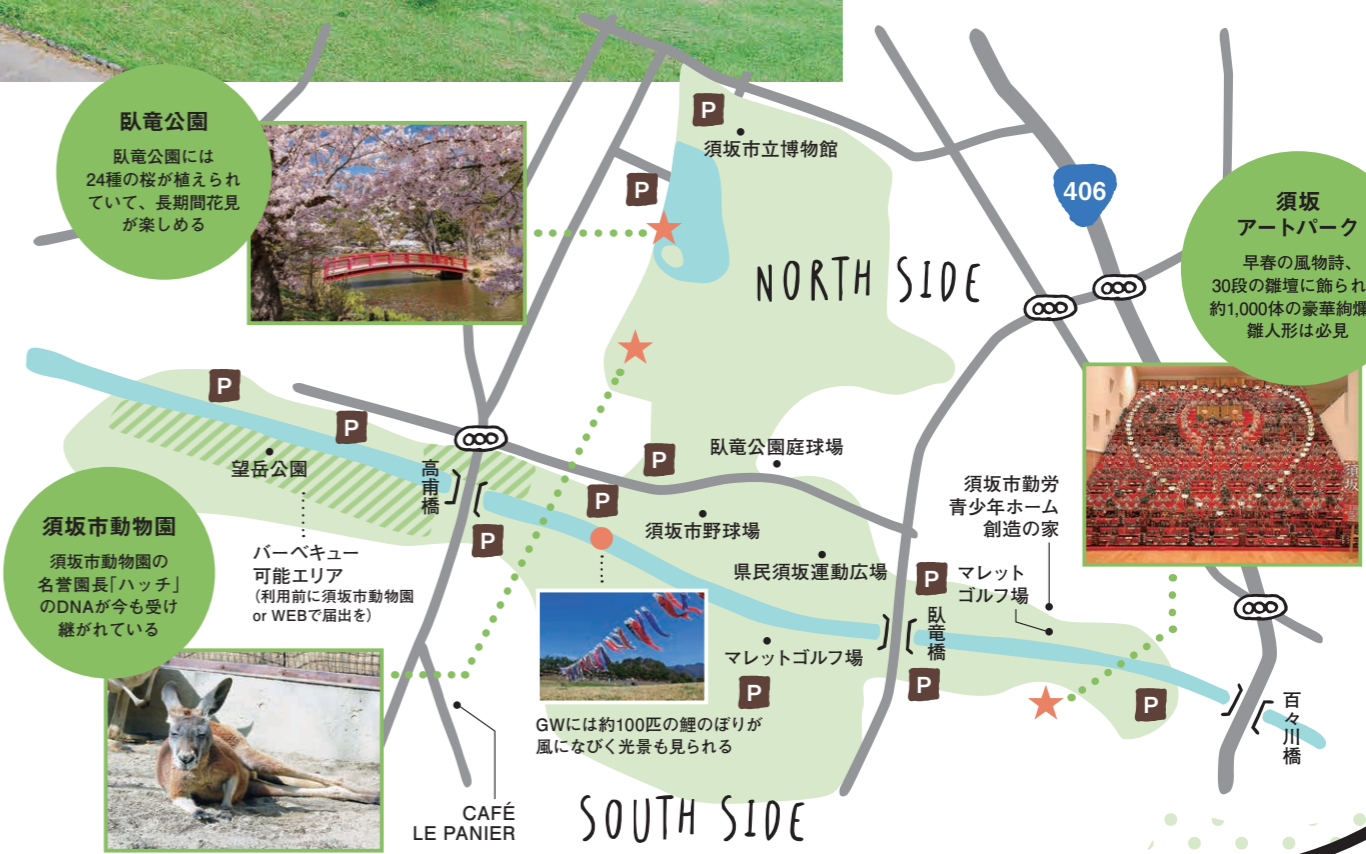 臥竜公園
臥竜公園には
24種の桜が植えられ
ていて、長期間花見
が楽しめる
P
須坂市立博物館
P
406
須坂
アートパーク
早春の風物詩、
30段の雛壇に飾られ
約1,000体の豪華絢爛
雛人形は必見
NORTH SIDE
P
P
望岳公園
高甫橋
P
臥竜公園庭球場
P
須坂市野球場
P
須坂市勤労
青少年ホーム
創造の家
須坂市動物園
須坂市動物園の
名誉園長「ハッチ」
のDNAが今も受け
継がれている
バーベキュー
可能エリア
(利用前に須坂市動物園
or WEBで届出を)
県民須坂運動広場
P
マレット
ゴルフ場
臥竜橋
マレットゴルフ場
P
P
P
百々川橋
GWには約100匹の鯉のぼりが
風になびく光景も見られる
CAFÉ
LE PANIER
SOUTH SIDE